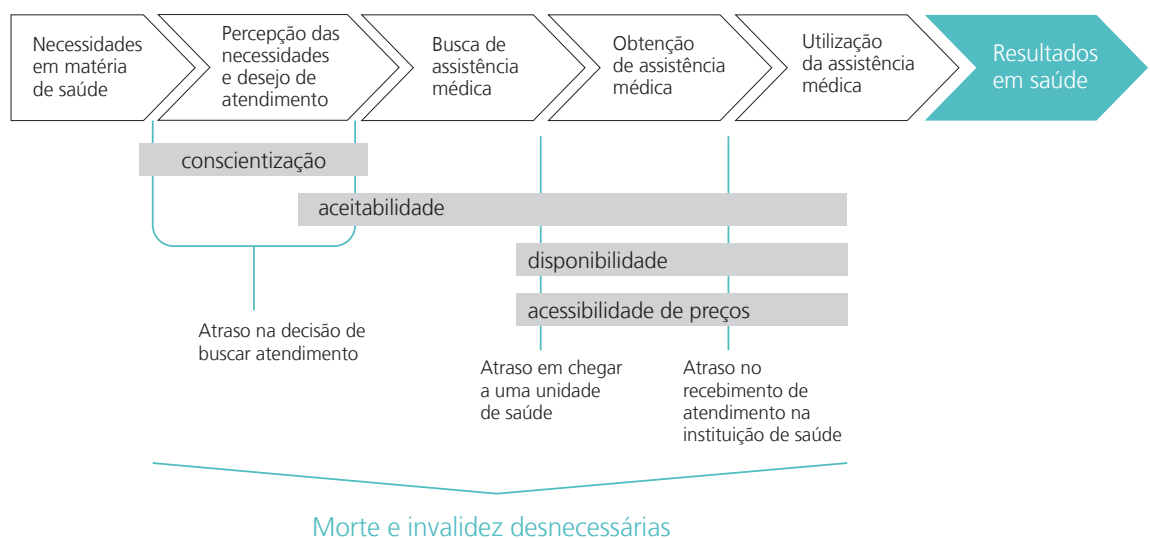 Necessidades
em matéria
de saúde
Percepção das
necessidades
e desejo de
atendimento
Busca de
assistência
médica
Obtenção
de assistência
médica
Utilização
da assistência
médica
Resultados
em saúde
conscientização
aceitabilidade
disponibilidade
acessibilidade de preços
Atraso na decisão de
buscar atendimento
Atraso em chegar
a uma unidade
de saúde
Atraso no
recebimento de
atendimento na
instituição de saúde
Morte e invalidez desnecessárias